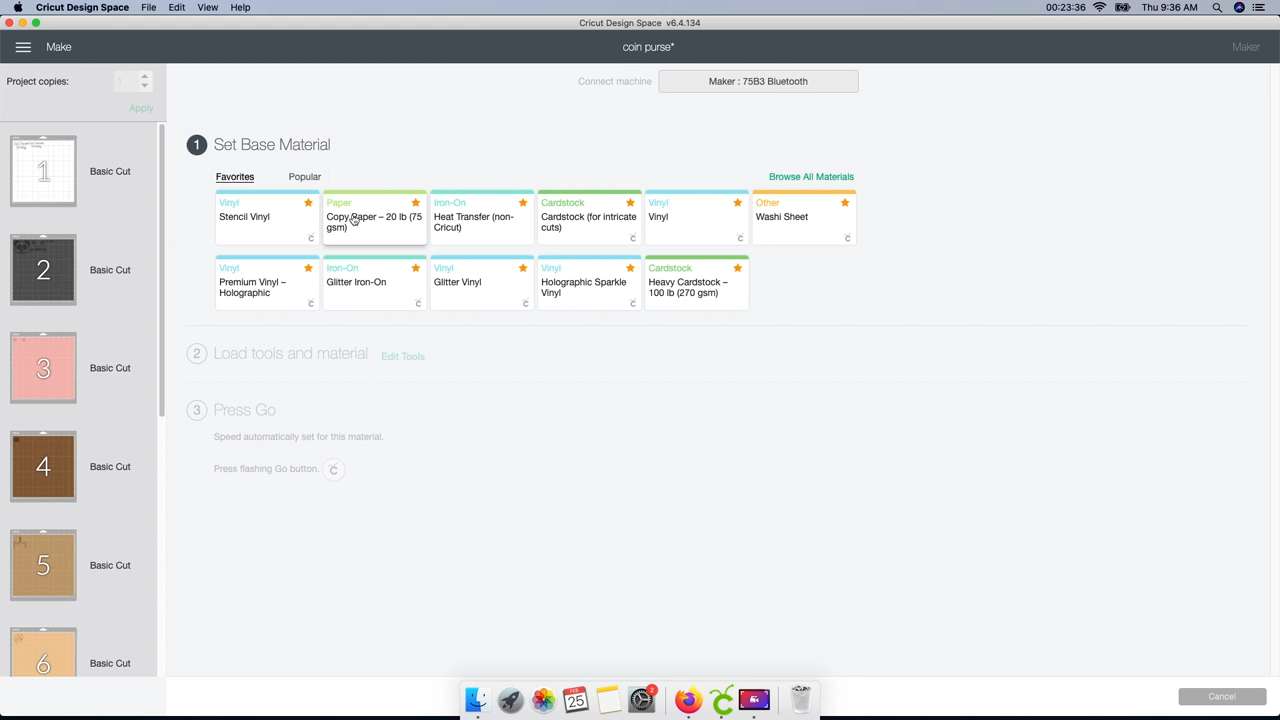 Cricut Design Space File Edit View Help 00:23:36 Thu 9:36 AM
Cricut Design Space v6.4.134
Make coin purse* Maker
Project copies: 1
Apply
Connect machine Maker : 75B3 Bluetooth
1 Set Base Material
Favorites Popular Browse All Materials
Vinyl
Stencil Vinyl
Paper
Copy Paper – 20 lb (75
gsm)
Iron-On
Heat Transfer (non-
Cricut)
Cardstock
Cardstock (for intricate
cuts)
Vinyl
Vinyl
Other
Washi Sheet
Vinyl
Premium Vinyl –
Holographic
Iron-On
Glitter Iron-On
Vinyl
Glitter Vinyl
Vinyl
Holographic Sparkle
Vinyl
Cardstock
Heavy Cardstock –
100 lb (270 gsm)
2 Load tools and material Edit Tools
3 Press Go
Speed automatically set for this material.
Press flashing Go button.
1 Basic Cut
2 Basic Cut
3 Basic Cut
4 Basic Cut
5 Basic Cut
6 Basic Cut
FEB
25
2
Cancel